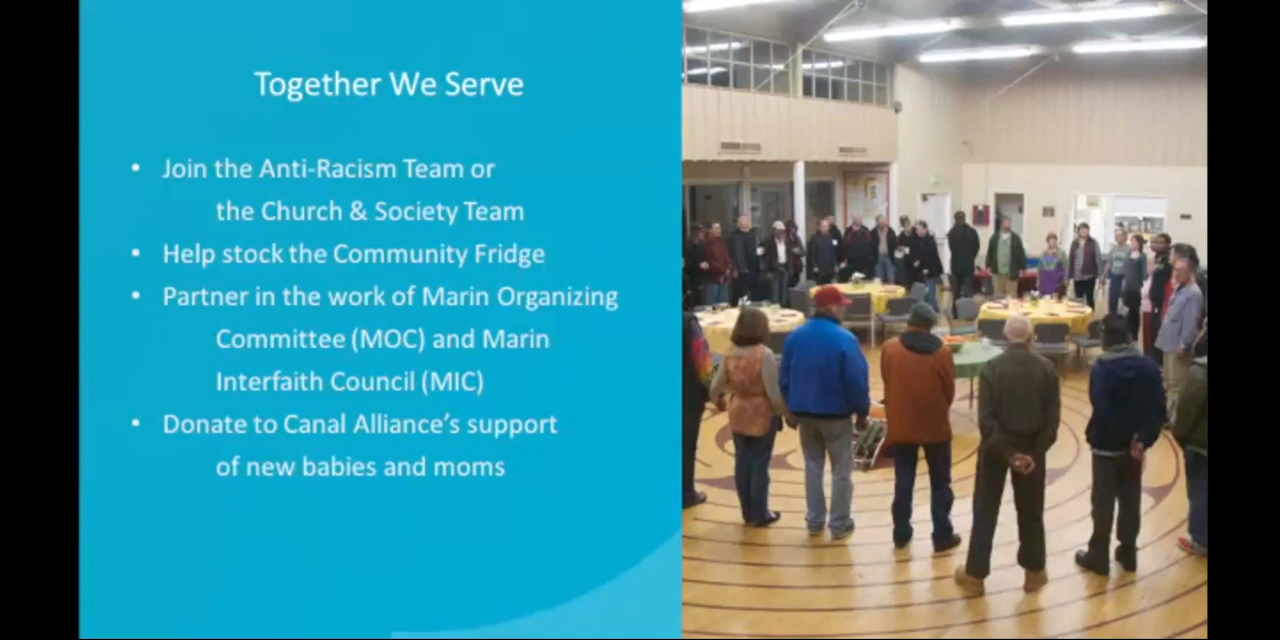 Together We Serve
• Join the Anti-Racism Team or
the Church & Society Team
• Help stock the Community Fridge
• Partner in the work of Marin Organizing
Committee (MOC) and Marin
Interfaith Council (MIC)
• Donate to Canal Alliance’s support
of new babies and moms